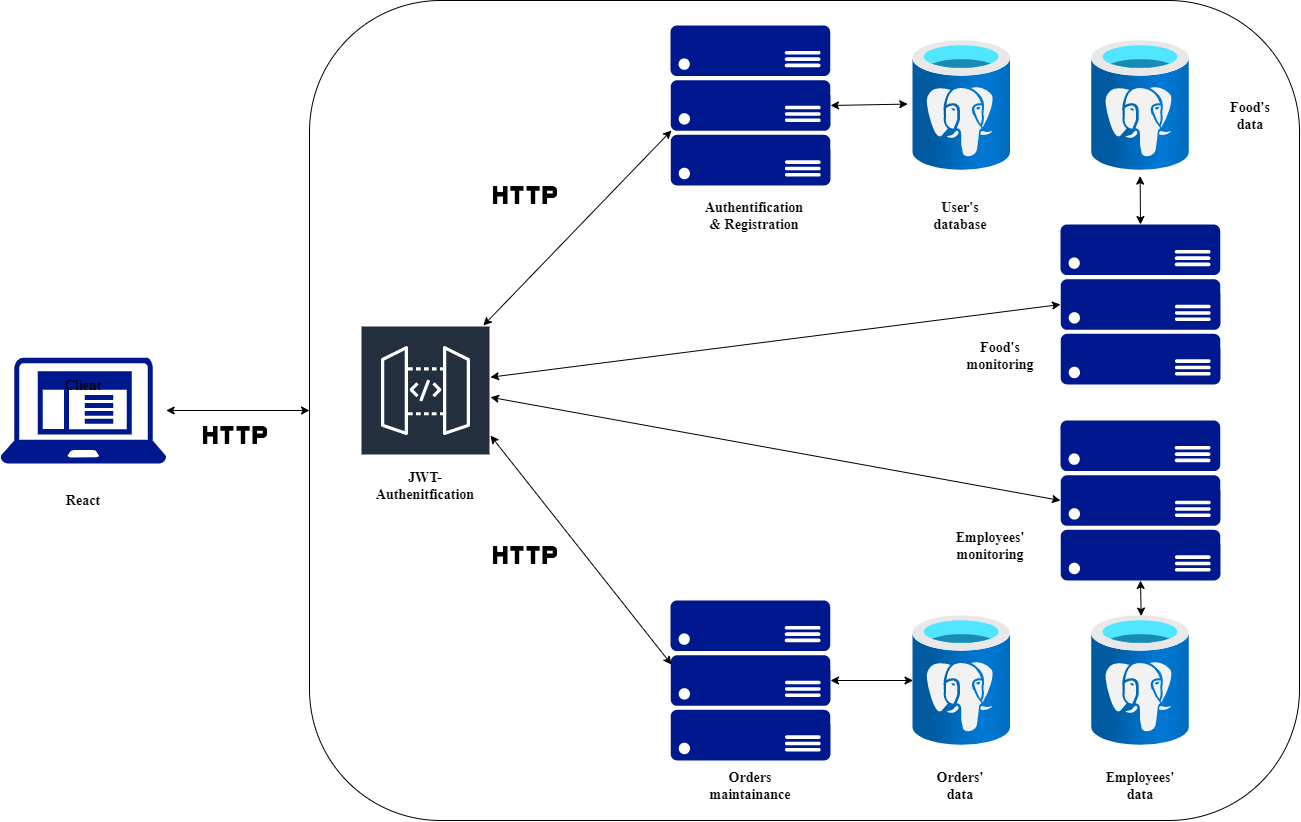 Food's
data
HTTP
Authentification
& Registration
User's
database
Food's
monitoring
Client
HTTP
React
</>
JWT-
Authenitfication
HTTP
Employees'
monitoring
Orders
maintainance
Orders'
data
Employees'
data